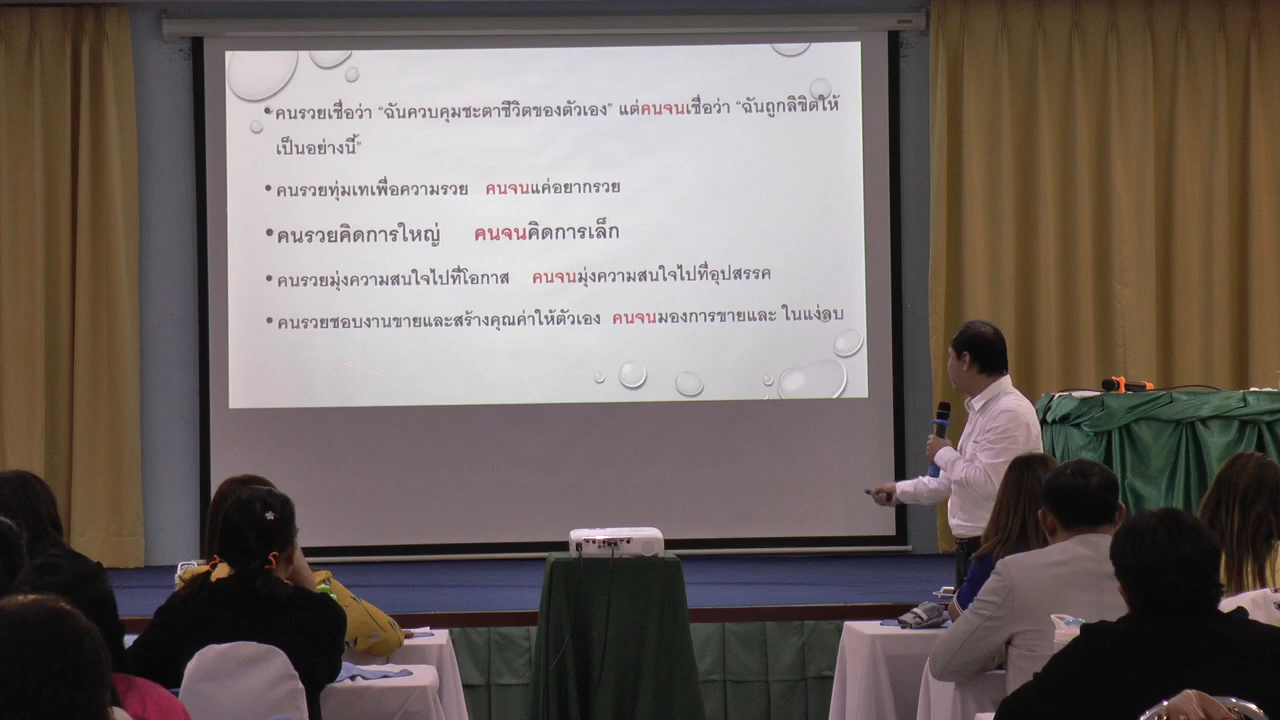 • คนรวยเชื่อว่า “ฉันควบคุมชะตาชีวิตของตัวเอง” แต่คนจนเชื่อว่า “ฉันถูกลิขิตให้
เป็นอย่างนี้”
• คนรวยทุ่มเทเพื่อความรวย คนจนแค่อยากรวย
• คนรวยคิดการใหญ่ คนจนคิดการเล็ก
• คนรวยมุ่งความสนใจไปที่โอกาส คนจนมุ่งความสนใจไปที่อุปสรรค
• คนรวยชอบงานขายและสร้างคุณค่าให้ตัวเอง คนจนมองการขายและ ในแง่ลบ